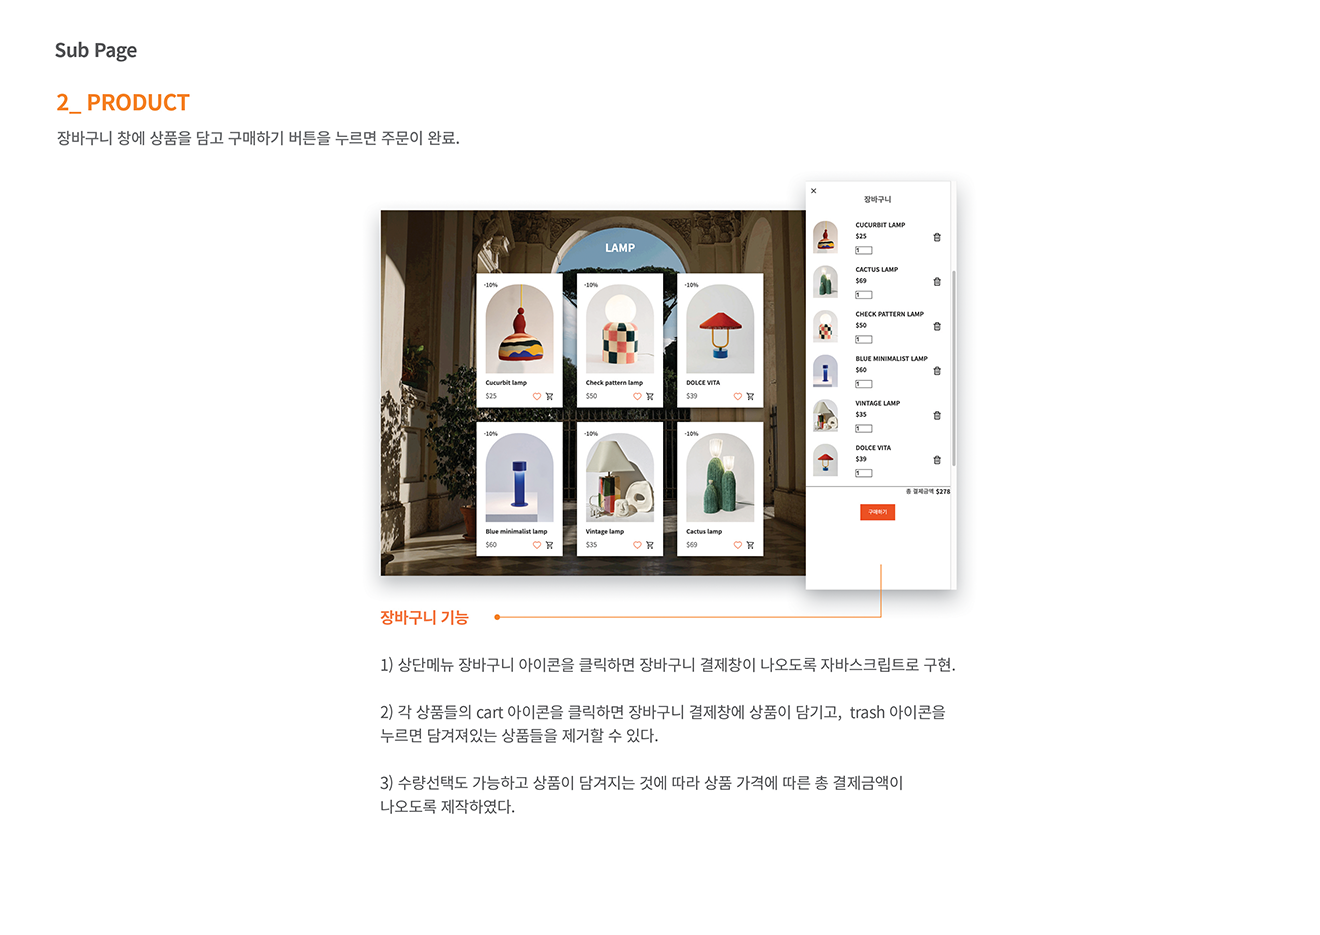 Sub Page
2_ PRODUCT
장바구니 창에 상품을 담고 구매하기 버튼을 누르면 주문이 완료.
LAMP
-10%
Cucurbit lamp
$25
-10%
Check pattern lamp
$50
-10%
DOLCE VITA
$39
-10%
Blue minimalist lamp
$60
-10%
Vintage lamp
$35
-10%
Cactus lamp
$69
장바구니
CUCURBIT LAMP
$25
1
CACTUS LAMP
$69
1
CHECK PATTERN LAMP
$50
1
BLUE MINIMALIST LAMP
$60
1
VINTAGE LAMP
$35
1
DOLCE VITA
$39
1
총 결제금액 $278
구매하기
장바구니 기능
1) 상단메뉴 장바구니 아이콘을 클릭하면 장바구니 결제창이 나오도록 자바스크립트로 구현.
2) 각 상품들의 cart 아이콘을 클릭하면 장바구니 결제창에 상품이 담기고, trash 아이콘을
누르면 담겨져있는 상품들을 제거할 수 있다.
3) 수량선택도 가능하고 상품이 담겨지는 것에 따라 상품 가격에 따른 총 결제금액이
나오도록 제작하였다.